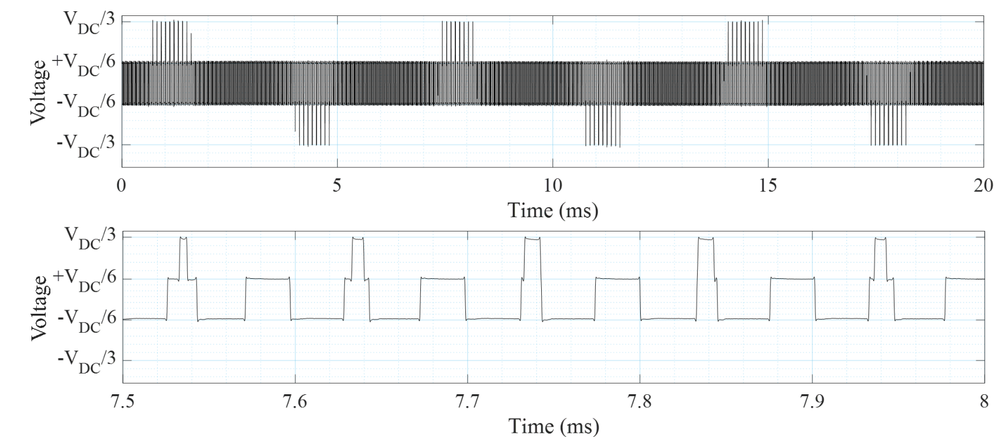 V_DC/3
+V_DC/6
-V_DC/6
-V_DC/3
Voltage
0 5 10 15 20
Time (ms)
V_DC/3
+V_DC/6
-V_DC/6
-V_DC/3
Voltage
7.5 7.6 7.7 7.8 7.9 8
Time (ms)